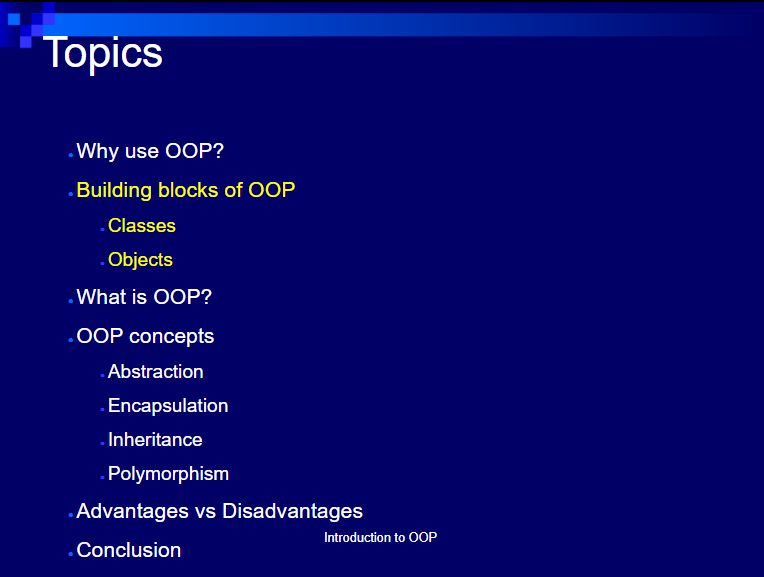 Topics
Why use OOP?
Building blocks of OOP
Classes
Objects
What is OOP?
OOP concepts
Abstraction
Encapsulation
Inheritance
Polymorphism
Advantages vs Disadvantages
Introduction to OOP
Conclusion